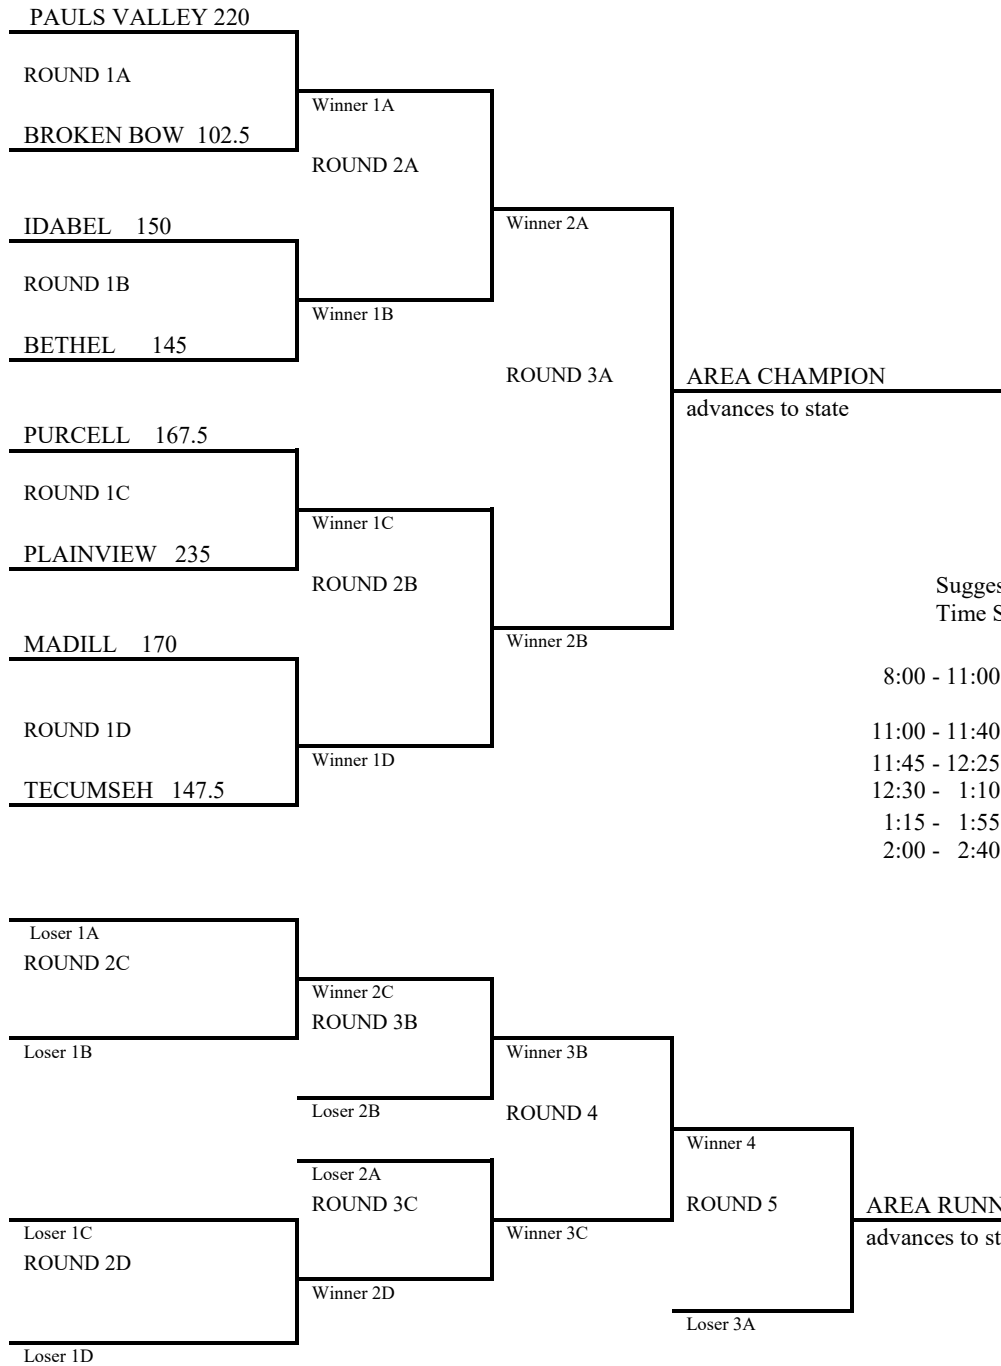 PAULS VALLEY 220
ROUND 1A
Winner 1A
BROKEN BOW 102.5
ROUND 2A
IDABEL 150
Winner 2A
ROUND 1B
Winner 1B
BETHEL 145
ROUND 3A
AREA CHAMPION
advances to state
PURCELL 167.5
ROUND 1C
Winner 1C
PLAINVIEW 235
ROUND 2B
MADILL 170
Winner 2B
ROUND 1D
Winner 1D
TECUMSEH 147.5
Time S
8:00 - 11:00
11:00 - 11:40
11:45 - 12:25
12:30 - 1:10
1:15 - 1:55
2:00 - 2:40
Loser 1A
ROUND 2C
Winner 2C
ROUND 3B
Loser 1B
Winner 3B
Loser 2B
ROUND 4
Winner 4
Loser 2A
ROUND 3C
ROUND 5
AREA RUNN
Loser 1C
Winner 3C
advances to st
ROUND 2D
Winner 2D
Loser 3A
Loser 1D